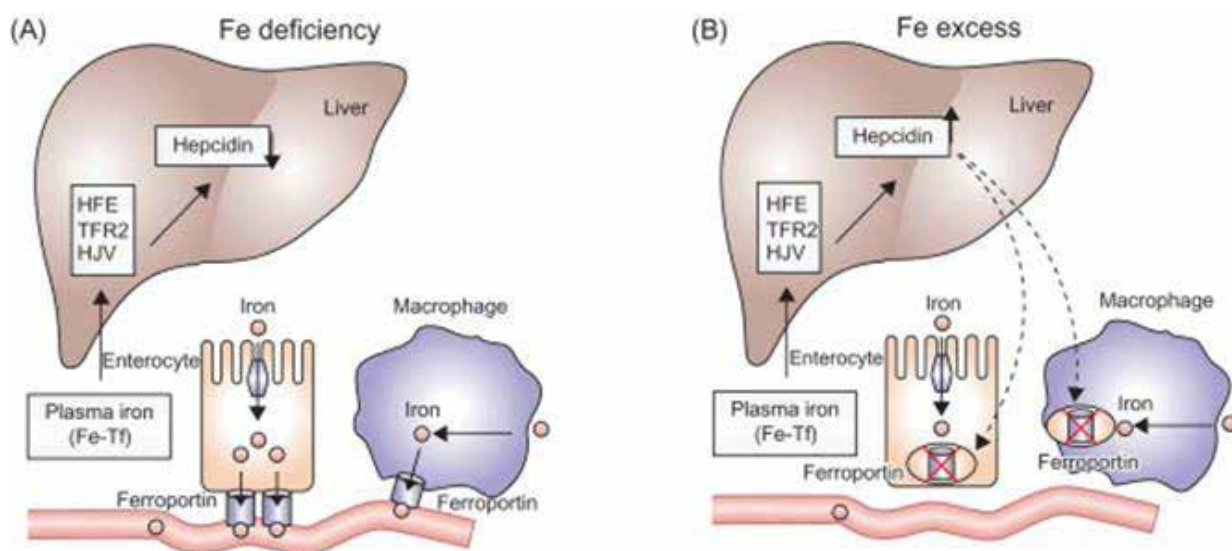 (A)
Fe deficiency
Liver
Hepcidin
HFE
TFR2
HJV
Iron
Macrophage
Enterocyte
Plasma iron
(Fe-Tf)
Iron
Ferroportin
Ferroportin
(B)
Fe excess
Liver
Hepcidin
HFE
TFR2
HJV
Iron
Macrophage
Enterocyte
Plasma iron
(Fe-Tf)
Iron
Ferroportin
Ferroportin